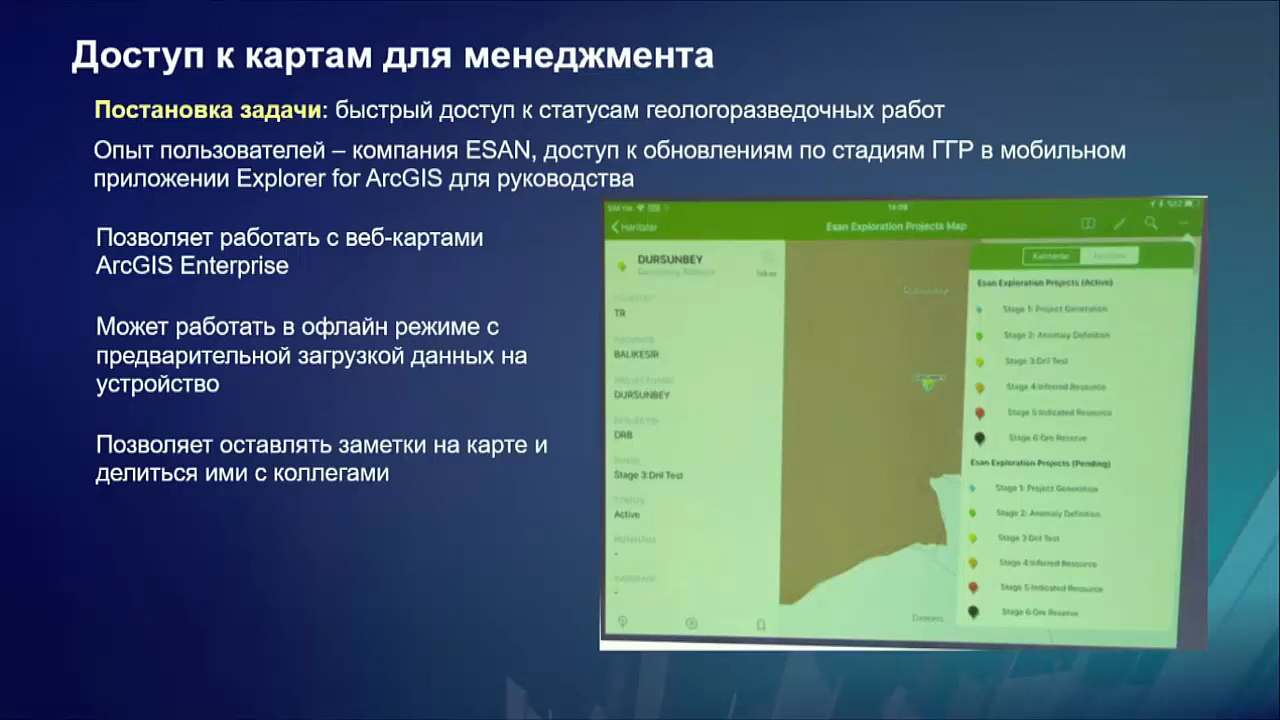 Доступ к картам для менеджмента
Постановка задачи: быстрый доступ к статусам геологоразведочных работ
Опыт пользователей – компания ESAN, доступ к обновлениям по стадиям ГГР в мобильном
приложении Explorer for ArcGIS для руководства
Позволяет работать с веб-картами
ArcGIS Enterprise
Может работать в офлайн режиме с
предварительной загрузкой данных на
устройство
Позволяет оставлять заметки на карте и
делиться ими с коллегами
Haritalar
Esan Exploration Projects Map
DURSUNBEY
TR
BALIKESIR
DURSUNBEY
DRB
Stage 3:Dril Test
STATUS
Active
Esan Exploration Projects (Active)
Stage 1: Project Generation
Stage 2: Anomaly Definition
Stage 3:Dril Test
Stage 4:Inferred Resource
Stage 5:Indicated Resource
Stage 6:Ore Reserve
Esan Exploration Projects (Pending)
Stage 1: Project Generation
Stage 2: Anomaly Definition
Stage 3:Dril Test
Stage 4:Inferred Resource
Stage 5:Indicated Resource
Stage 6:Ore Reserve